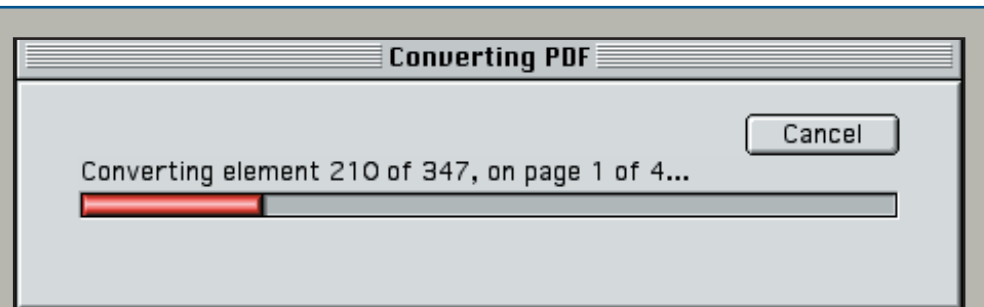 Converting PDF
Cancel
Converting element 210 of 347, on page 1 of 4...